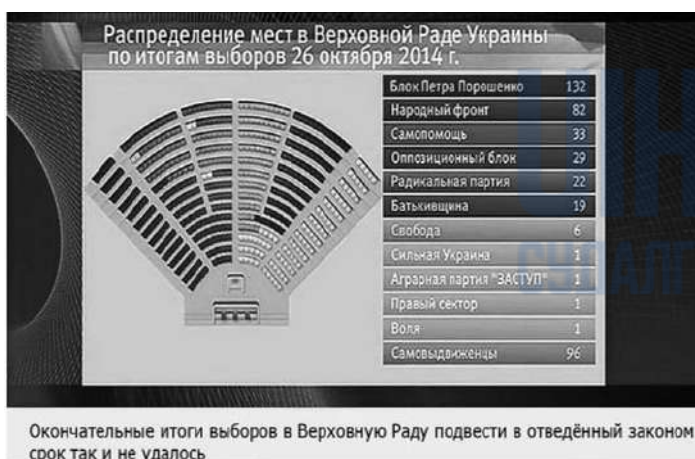 Распределение мест в Верховной Раде Украины
по итогам выборов 26 октября 2014 г.
Блок Петра Порошенко 132
Народный фронт 82
Самопомощь 33
Оппозиционный блок 29
Радикальная партия 22
Батькивщина 19
Свобода 6
Сильная Украина 1
Аграрная партия "ЗАСТУП" 1
Правый сектор 1
Воля 1
Самовыдвиженцы 96
Окончательные итоги выборов в Верховную Раду подвести в отведённый законом
срок так и не удалось